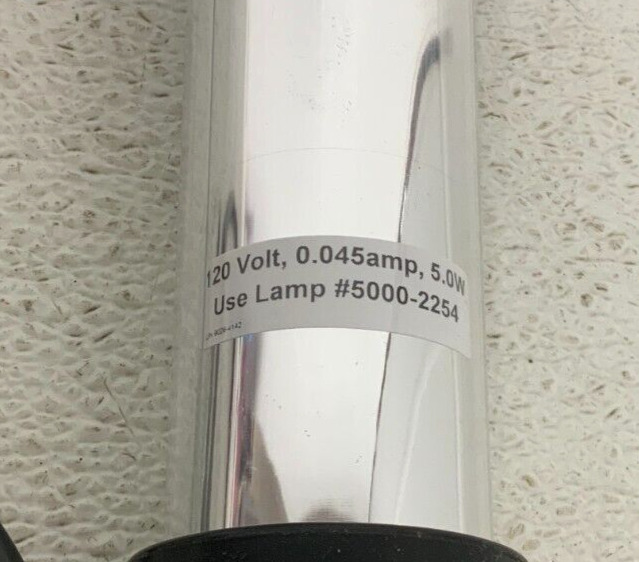 120 Volt, 0.045amp, 5.0W
Use Lamp #5000-2254